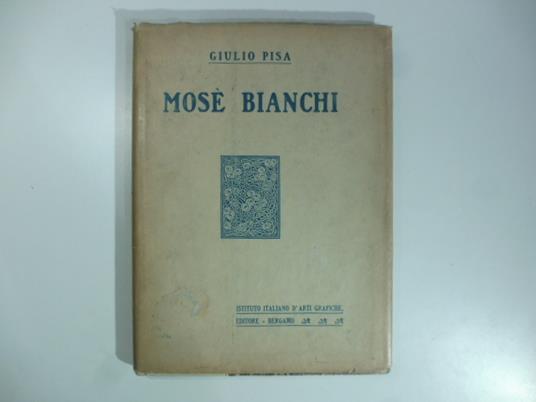 GIULIO PISA
MOSÈ BIANCHI
ISTITUTO ITALIANO D'ARTI GRAFICHE,
EDITORE - BERGAMO